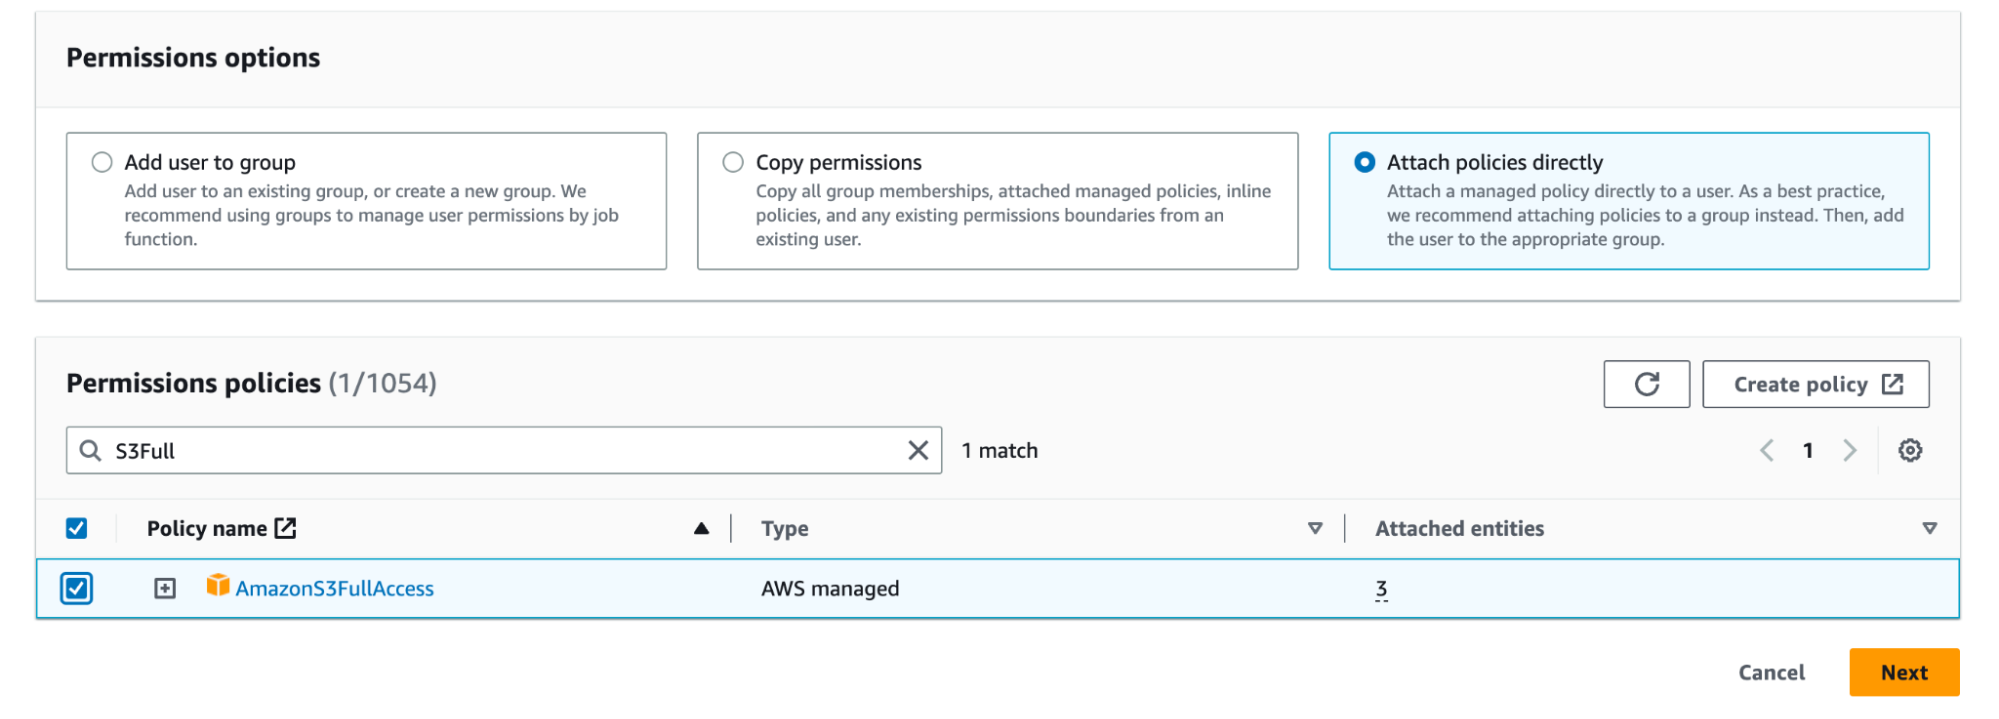 Permissions options
Add user to group
Add user to an existing group, or create a new group. We
recommend using groups to manage user permissions by job
function.
Copy permissions
Copy all group memberships, attached managed policies, inline
policies, and any existing permissions boundaries from an
existing user.
Attach policies directly
Attach a managed policy directly to a user. As a best practice,
we recommend attaching policies to a group instead. Then, add
the user to the appropriate group.
Permissions policies (1/1054)
Create policy
S3Full
1 match
1
Policy name
Type
Attached entities
AmazonS3FullAccess
AWS managed
3
Cancel
Next